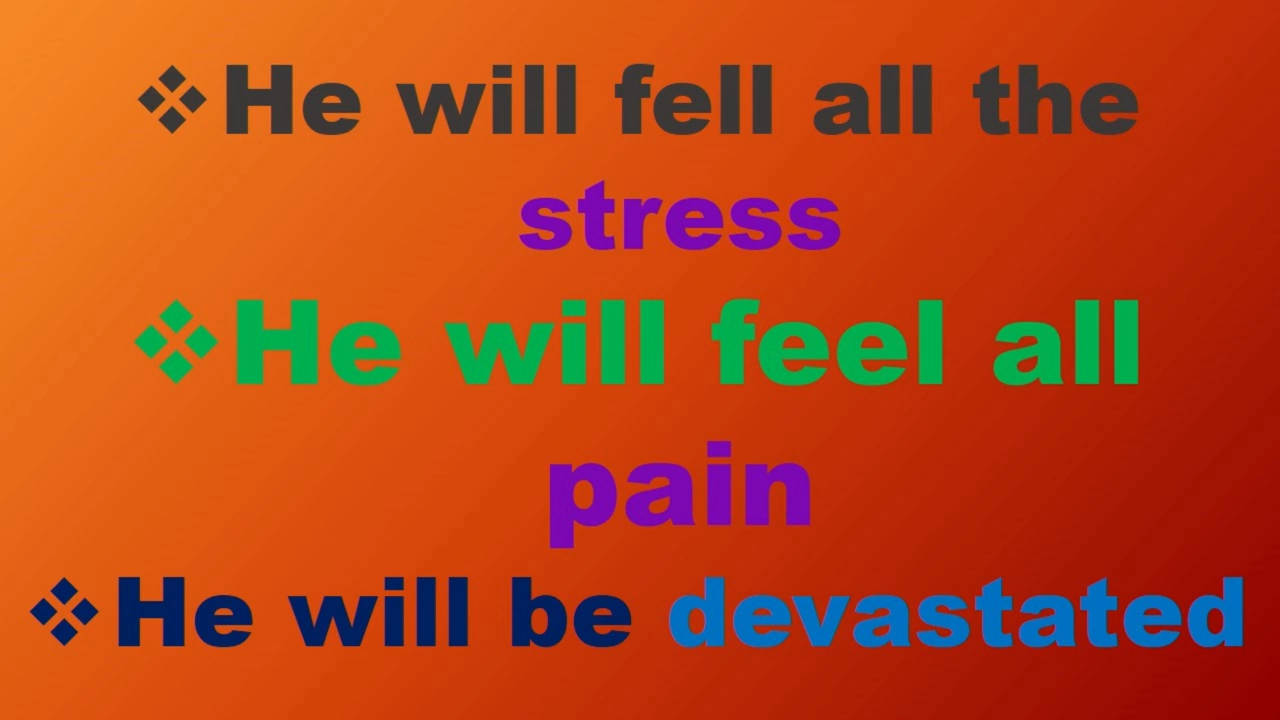 ❖He will fell all the
stress
❖He will feel all
pain
❖He will be devastated